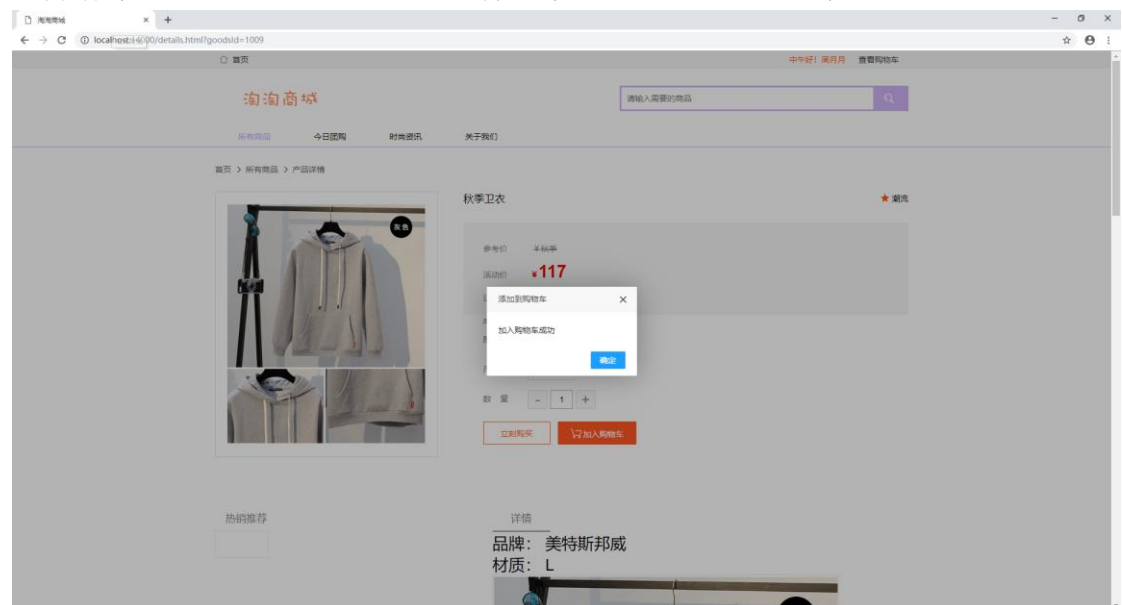 淘淘商城
localhost:14000/details.html?goodsId=1009
首页
中午好！ 查看购物车
淘淘商城
请输入需要的商品
所有商品 今日团购 时尚资讯 关于我们
首页 > 所有商品 > 产品详情
秋季卫衣
★ 潮流
灰色
参考价 ¥秋季
活动价 ¥117
添加到购物车
加入购物车成功
确定
数 量 - 1 +
立刻购买 加入购物车
热销推荐
详情
品牌： 美特斯邦威
材质： L